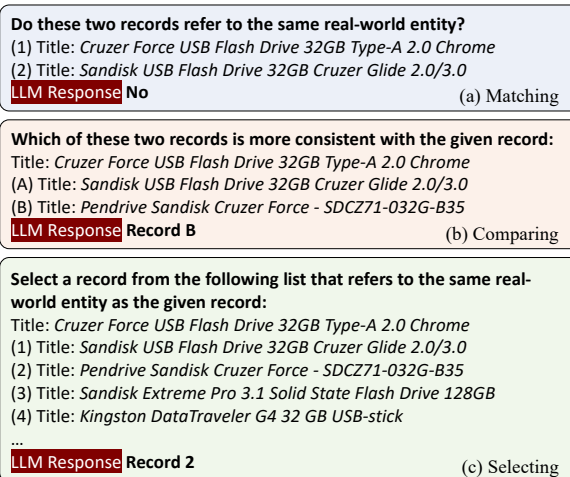 Do these two records refer to the same real-world entity?
(1) Title: Cruzer Force USB Flash Drive 32GB Type-A 2.0 Chrome
(2) Title: Sandisk USB Flash Drive 32GB Cruzer Glide 2.0/3.0
LLM Response No
(a) Matching
Which of these two records is more consistent with the given record:
Title: Cruzer Force USB Flash Drive 32GB Type-A 2.0 Chrome
(A) Title: Sandisk USB Flash Drive 32GB Cruzer Glide 2.0/3.0
(B) Title: Pendrive Sandisk Cruzer Force - SDCZ71-032G-B35
LLM Response Record B
(b) Comparing
Select a record from the following list that refers to the same real-
world entity as the given record:
Title: Cruzer Force USB Flash Drive 32GB Type-A 2.0 Chrome
(1) Title: Sandisk USB Flash Drive 32GB Cruzer Glide 2.0/3.0
(2) Title: Pendrive Sandisk Cruzer Force - SDCZ71-032G-B35
(3) Title: Sandisk Extreme Pro 3.1 Solid State Flash Drive 128GB
(4) Title: Kingston DataTraveler G4 32 GB USB-stick
...
LLM Response Record 2
(c) Selecting